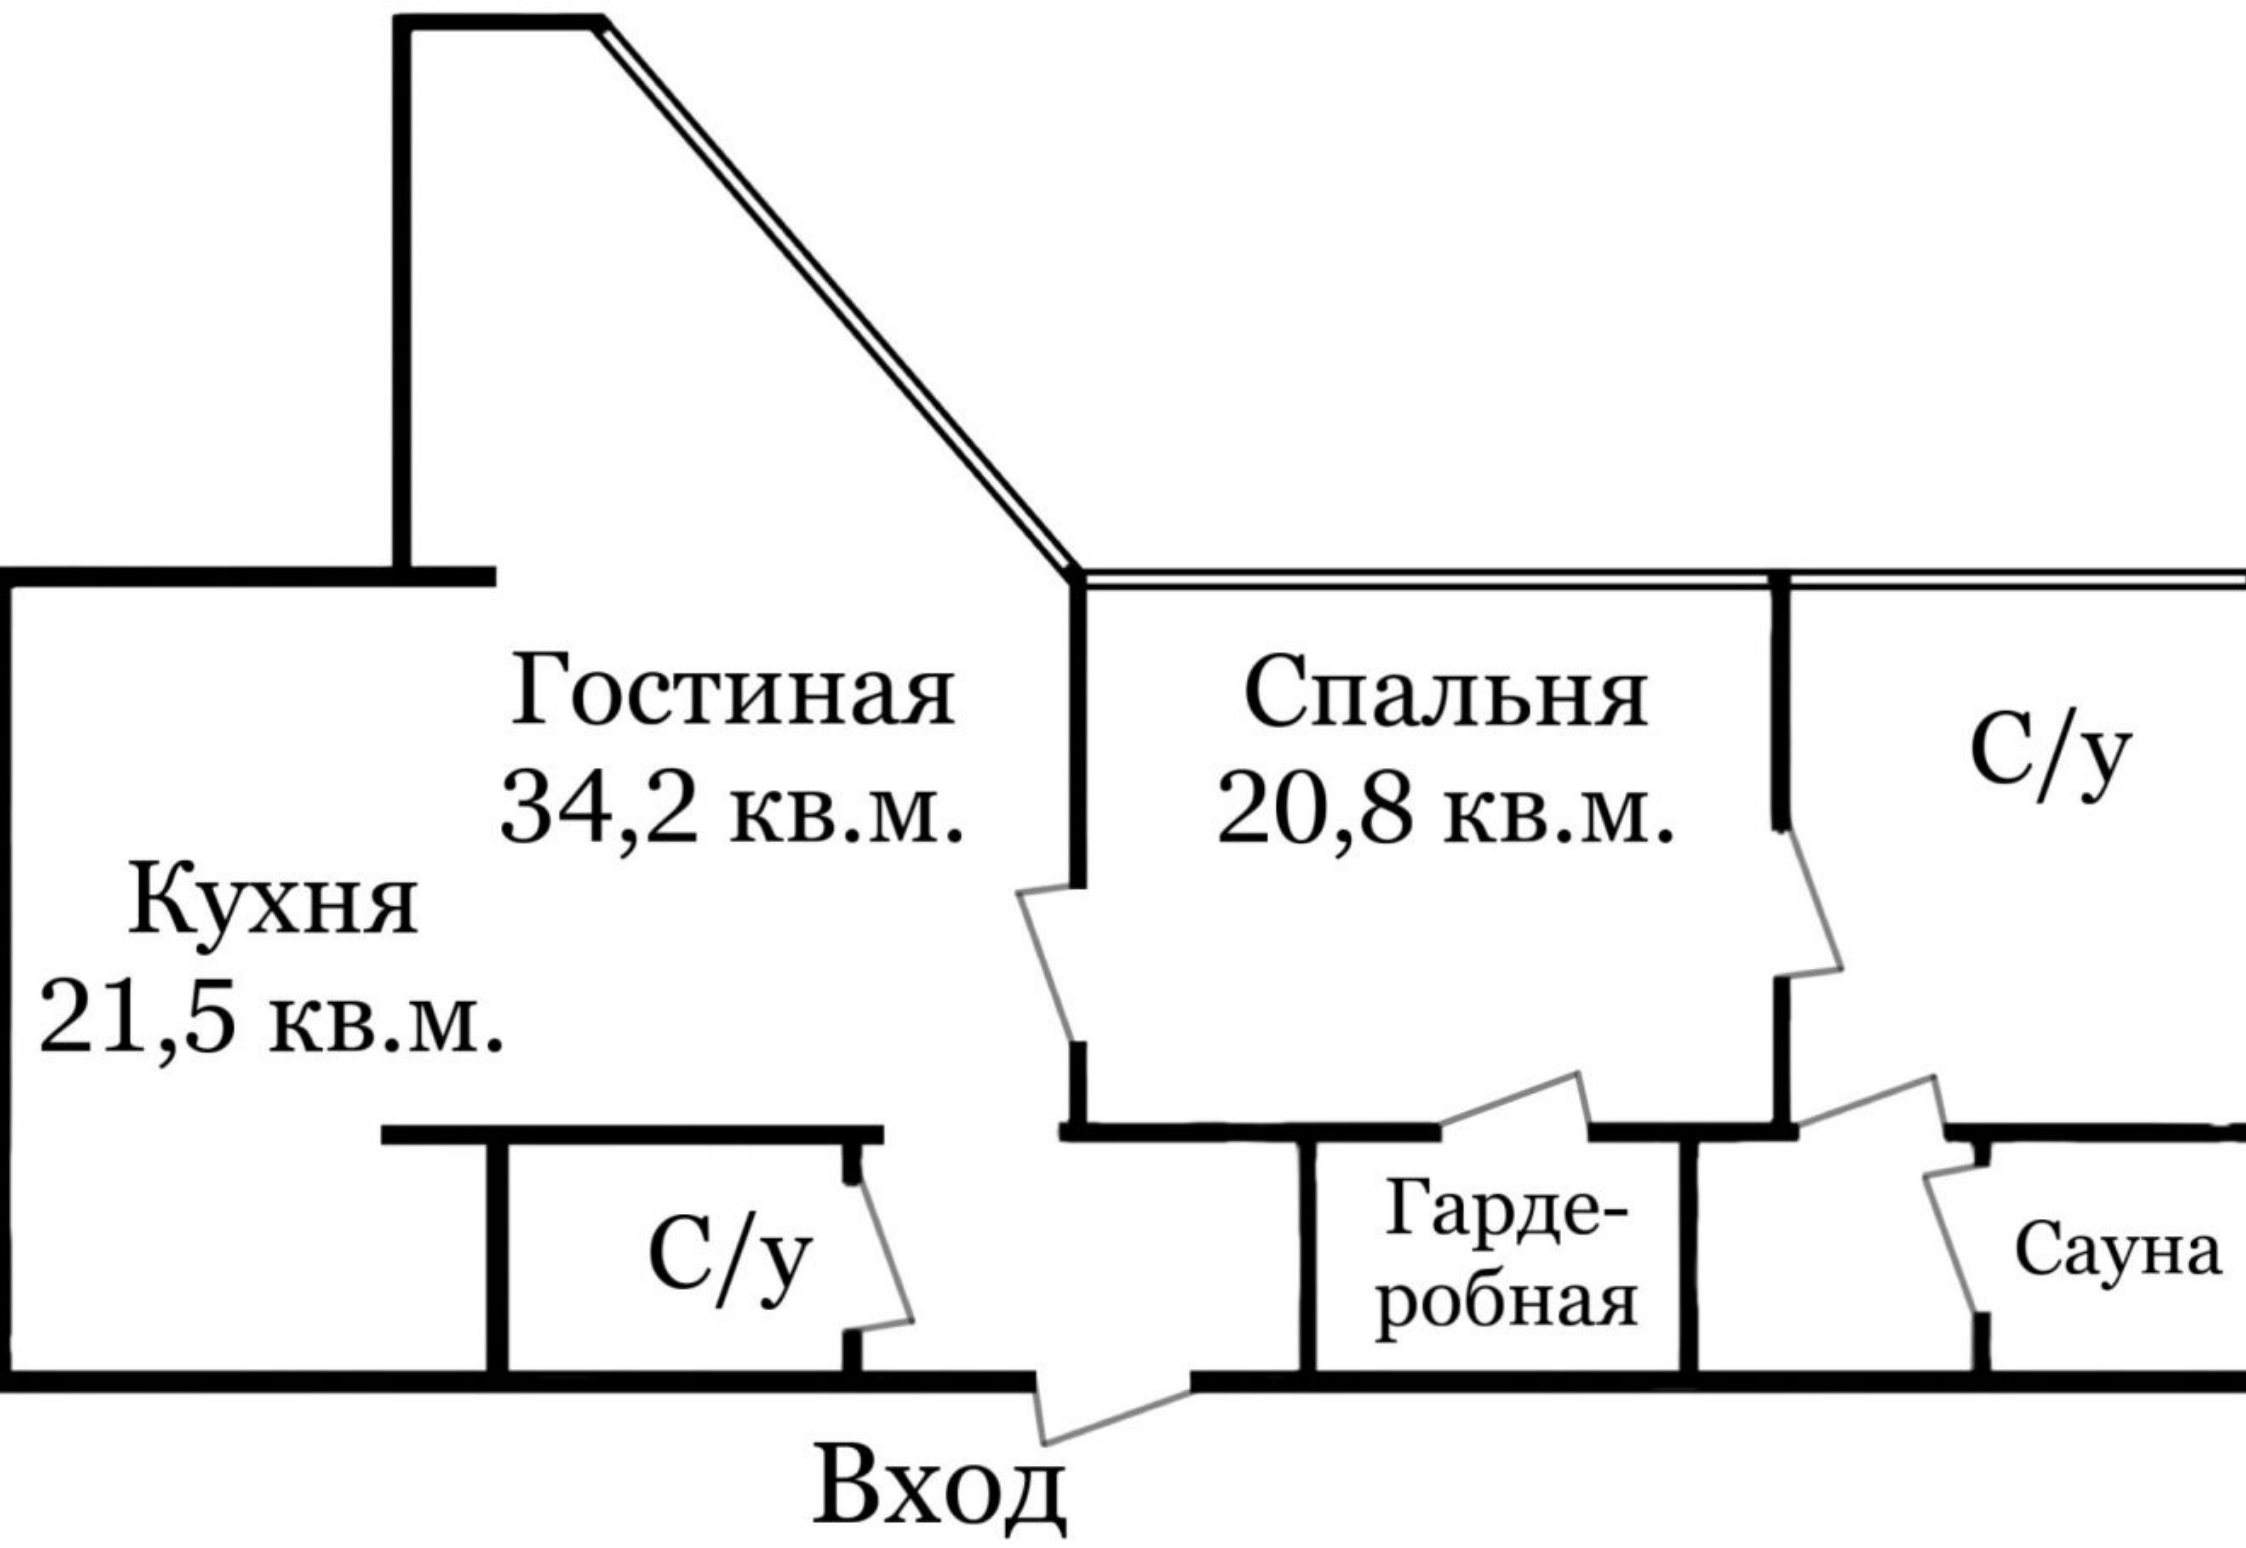 Гостиная
34,2 кв.м.
Спальня
20,8 кв.м.
С/у
Кухня
21,5 кв.м.
С/у
Гарде-
робная
Сауна
Вход